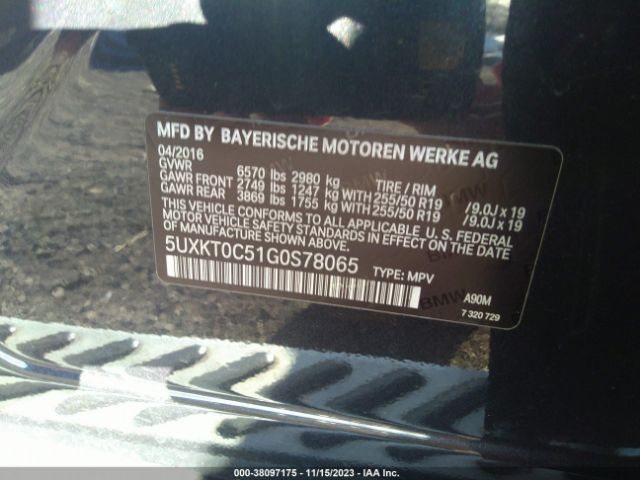 MFD BY BAYERISCHE MOTOREN WERKE AG
04/2016
GVWR 6570 lbs 2980 kg TIRE / RIM
GAWR FRONT 2749 lbs 1247 kg WITH 255/50 R19 /9.0J x 19
GAWR REAR 3869 lbs 1755 kg WITH 255/50 R19 /9.0J x 19
THIS VEHICLE CONFORMS TO ALL APPLICABLE U.S. FEDERAL
MOTOR VEHICLE SAFETY STANDARDS IN EFFECT ON THE DATE
OF MANUFACTURE SHOWN ABOVE.
5UXKT0C51G0S78065 TYPE: MPV
A90M
7 320 729
BMW
000-38097175 - 11/15/2023 - IAA Inc.